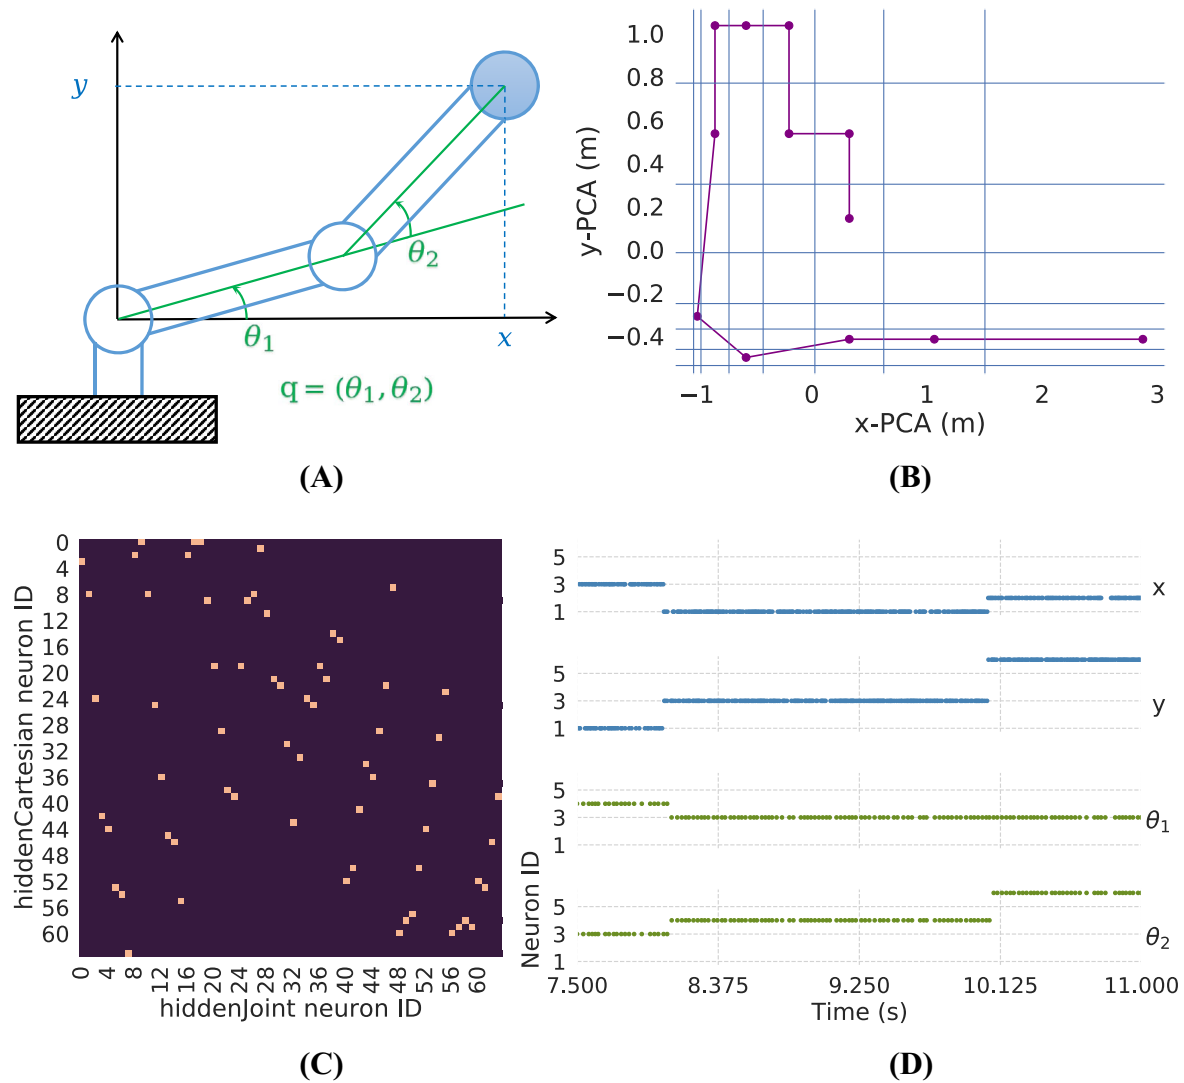 y
θ2
θ1
x
q = (θ1, θ2)
(A)
1.0
0.8
0.6
0.4
0.2
0.0
−0.2
−0.4
y-PCA (m)
−1 0 1 2 3
x-PCA (m)
(B)
0
4
8
12
16
20
24
28
32
36
40
44
48
52
56
60
hiddenCartesian neuron ID
0 4 8 12 16 20 24 28 32 36 40 44 48 52 56 60
hiddenJoint neuron ID
(C)
5
3
1
x
5
3
1
y
5
3
1
θ1
5
3
1
θ2
Neuron ID
7.500 8.375 9.250 10.125 11.000
Time (s)
(D)